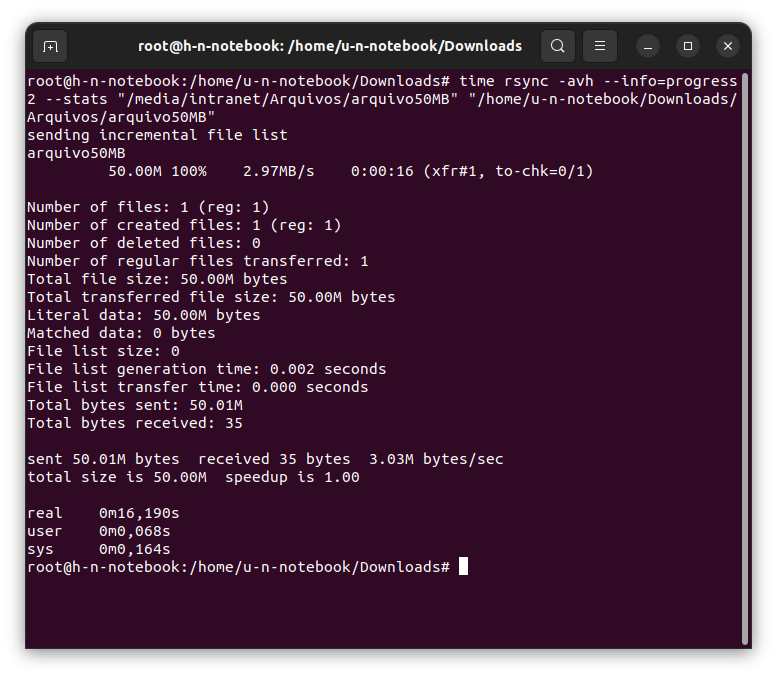 root@h-n-notebook: /home/u-n-notebook/Downloads
root@h-n-notebook:/home/u-n-notebook/Downloads# time rsync -avh --info=progress
2 --stats "/media/intranet/Arquivos/arquivo50MB" "/home/u-n-notebook/Downloads/
Arquivos/arquivo50MB"
sending incremental file list
arquivo50MB
         50.00M 100%    2.97MB/s    0:00:16 (xfr#1, to-chk=0/1)

Number of files: 1 (reg: 1)
Number of created files: 1 (reg: 1)
Number of deleted files: 0
Number of regular files transferred: 1
Total file size: 50.00M bytes
Total transferred file size: 50.00M bytes
Literal data: 50.00M bytes
Matched data: 0 bytes
File list size: 0
File list generation time: 0.002 seconds
File list transfer time: 0.000 seconds
Total bytes sent: 50.01M
Total bytes received: 35

sent 50.01M bytes  received 35 bytes  3.03M bytes/sec
total size is 50.00M  speedup is 1.00

real    0m16,190s
user    0m0,068s
sys     0m0,164s
root@h-n-notebook:/home/u-n-notebook/Downloads#